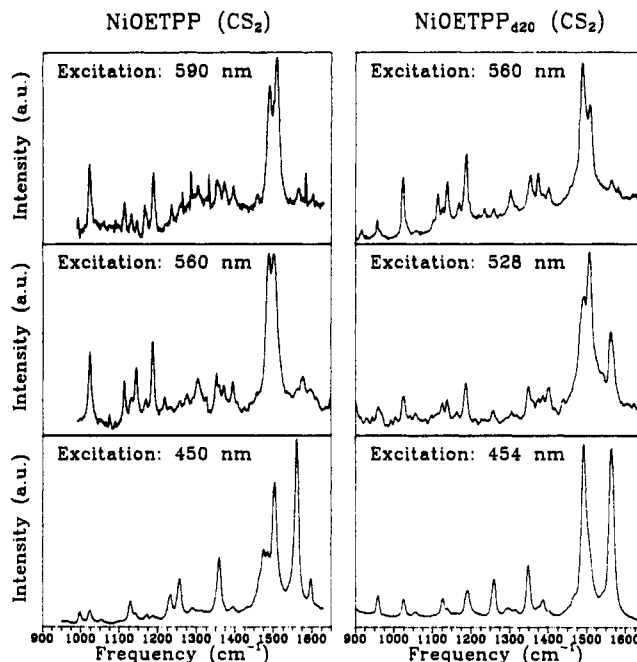 NiOETPP (CS₂)
NiOETPP_d20 (CS₂)
Intensity (a.u.)
Excitation: 590 nm
Excitation: 560 nm
Intensity (a.u.)
Excitation: 560 nm
Excitation: 528 nm
Intensity (a.u.)
Excitation: 450 nm
Excitation: 454 nm
900 1000 1100 1200 1300 1400 1500 1600
900 1000 1100 1200 1300 1400 1500 1600
Frequency (cm⁻¹)
Frequency (cm⁻¹)